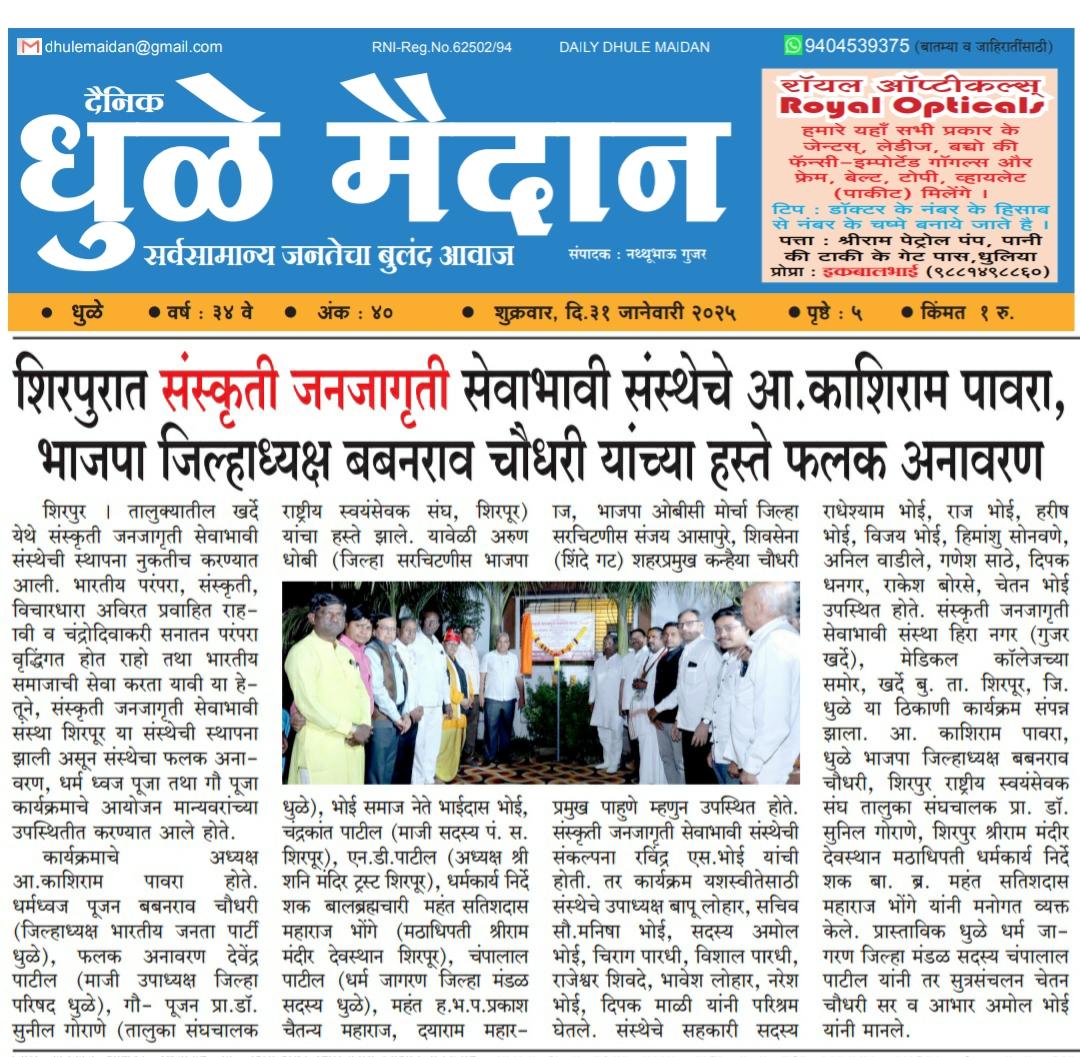 dhulemaidan@gmail.com
RNI-Reg.No.62502/94
DAILY DHULE MAIDAN
9404539375 (बातम्या व जाहिरातींसाठी)
दैनिक
धुळे मैदान
सर्वसामान्य जनतेचा बुलंद आवाज
संपादक : नथ्थूभाऊ गुजर
रॉयल ऑप्टीकल्स्
Royal Opticals
हमारे यहाँ सभी प्रकार के
जेन्टस्, लेडीज, बच्चो की
फॅन्सी-इम्पोर्टेड गॉगल्स और
फ्रेम, बेल्ट, टोपी, व्हायलेट
(पाकीट) मिलेंगे ।
टिप : डॉक्टर के नंबर के हिसाब
से नंबर के चष्मे बनाये जाते है ।
पत्ता : श्रीराम पेट्रोल पंप, पानी
की टाकी के गेट पास,धुलिया
प्रोप्रा : इकबालभाई (९८८१४९८८६०)
• धुळे • वर्ष : ३४ वे • अंक : ४० • शुक्रवार, दि.३१ जानेवारी २०२५ • पृष्ठे : ५ • किंमत १ रु.
शिरपुरात संस्कृती जनजागृती सेवाभावी संस्थेचे आ.काशिराम पावरा,
भाजपा जिल्हाध्यक्ष बबनराव चौधरी यांच्या हस्ते फलक अनावरण
शिरपुर । तालुक्यातील खर्दे
येथे संस्कृती जनजागृती सेवाभावी
संस्थेची स्थापना नुकतीच करण्यात
आली. भारतीय परंपरा, संस्कृती,
विचारधारा अविरत प्रवाहित राह-
वी व चंद्रोदिवाकरी सनातन परंपरा
वृद्धिंगत होत राहो तथा भारतीय
समाजाची सेवा करता यावी या हे-
तूने, संस्कृती जनजागृती सेवाभावी
संस्था शिरपूर या संस्थेची स्थापना
झाली असून संस्थेचा फलक अना-
वरण, धर्म ध्वज पूजा तथा गौ पूजा
कार्यक्रमाचे आयोजन मान्यवरांच्या
उपस्थितीत करण्यात आले होते.
कार्यक्रमाचे अध्यक्ष
आ.काशिराम पावरा होते.
धर्मध्वज पूजन बबनराव चौधरी
(जिल्हाध्यक्ष भारतीय जनता पार्टी
धुळे), फलक अनावरण देवेंद्र
पाटील (माजी उपाध्यक्ष जिल्हा
परिषद धुळे), गौ- पूजन प्रा.डॉ.
सुनील गोराणे (तालुका संघचालक
राष्ट्रीय स्वयंसेवक संघ, शिरपूर)
यांचा हस्ते झाले. यावेळी अरुण
धोबी (जिल्हा सरचिटणीस भाजपा
धुळे), भोई समाज नेते भाईदास भोई,
चंद्रकांत पाटील (माजी सदस्य पं. स.
शिरपूर), एन.डी.पाटील (अध्यक्ष श्री
शनि मंदिर ट्रस्ट शिरपूर), धर्मकार्य निर्दे
शक बालब्रह्मचारी महंत सतिशदास
महाराज भोंगे (मठाधिपती श्रीराम
मंदीर देवस्थान शिरपूर), चंपालाल
पाटील (धर्म जागरण जिल्हा मंडळ
सदस्य धुळे), महंत ह.भ.प.प्रकाश
चैतन्य महाराज, दयाराम महार-
ाज, भाजपा ओबीसी मोर्चा जिल्हा
सरचिटणीस संजय आसापुरे, शिवसेना
(शिंदे गट) शहरप्रमुख कन्हैया चौधरी
प्रमुख पाहुणे म्हणुन उपस्थित होते.
संस्कृती जनजागृती सेवाभावी संस्थेची
संकल्पना रविंद्र एस.भोई यांची
होती. तर कार्यक्रम यशस्वीतेसाठी
संस्थेचे उपाध्यक्ष बापू लोहार, सचिव
सौ.मनिषा भोई, सदस्य अमोल
भोई, चिराग पारधी, विशाल पारधी,
राजेश्वर शिवदे, भावेश लोहार, नरेश
भोई, दिपक माळी यांनी परिश्रम
घेतले. संस्थेचे सहकारी सदस्य
राधेश्याम भोई, राज भोई, हरीष
भोई, विजय भोई, हिमांशु सोनवणे,
अनिल वाडीले, गणेश साठे, दिपक
धनगर, राकेश बोरसे, चेतन भोई
उपस्थित होते. संस्कृती जनजागृती
सेवाभावी संस्था हिरा नगर (गुजर
खर्दे), मेडिकल कॉलेजच्या
समोर, खर्दे बु. ता. शिरपूर, जि.
धुळे या ठिकाणी कार्यक्रम संपन्न
झाला. आ. काशिराम पावरा,
धुळे भाजपा जिल्हाध्यक्ष बबनराव
चौधरी, शिरपुर राष्ट्रीय स्वयंसेवक
संघ तालुका संघचालक प्रा. डॉ.
सुनिल गोराणे, शिरपुर श्रीराम मंदीर
देवस्थान मठाधिपती धर्मकार्य निर्दे
शक बा. ब्र. महंत सतिशदास
महाराज भोंगे यांनी मनोगत व्यक्त
केले. प्रास्ताविक धुळे धर्म जा-
गरण जिल्हा मंडळ सदस्य चंपालाल
पाटील यांनी तर सुत्रसंचलन चेतन
चौधरी सर व आभार अमोल भोई
यांनी मानले.